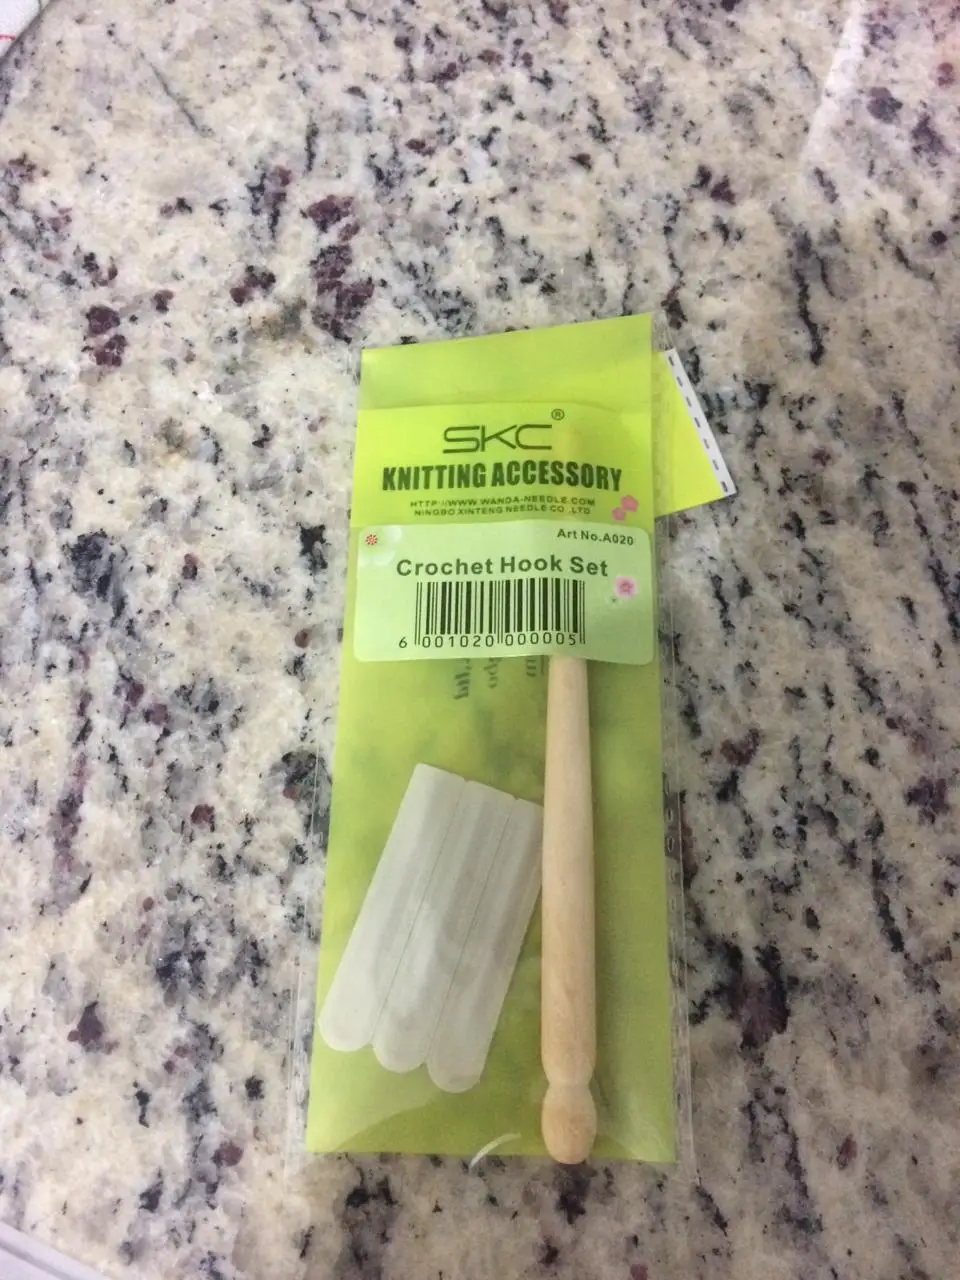 SKC®
KNITTING ACCESSORY
HTTP://WWW.WANDA-NEEDLE.COM
NINGBO XINTENG NEEDLE CO.,LTD
Art No.A020
Crochet Hook Set
6 001020 000005